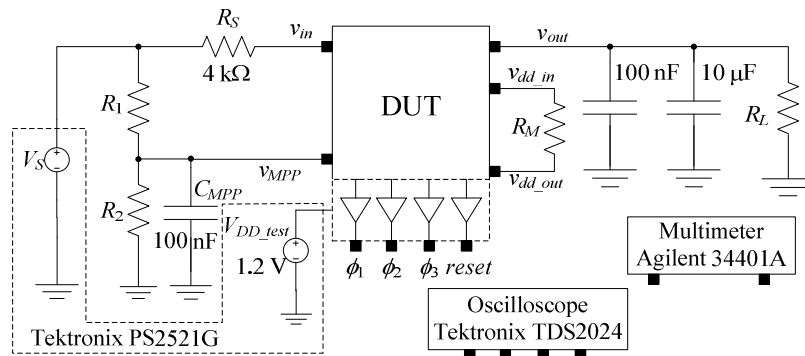 R_S
v_in
4 kΩ
v_out
v_dd_in
100 nF
10 μF
DUT
R_1
R_M
R_L
V_S
v_MPP
v_dd_out
C_MPP
R_2
V_DD_test
100 nF
1.2 V
ϕ_1 ϕ_2 ϕ_3 reset
Multimeter
Agilent 34401A
Oscilloscope
Tektronix TDS2024
Tektronix PS2521G